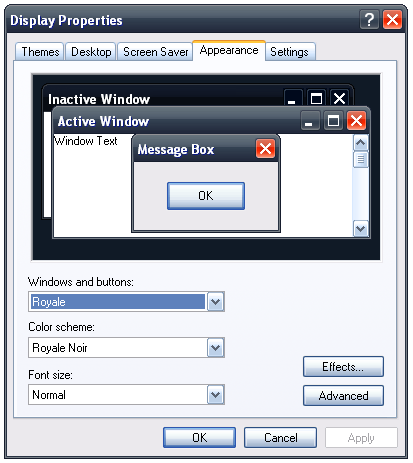 Display Properties
Themes Desktop Screen Saver Appearance Settings
Inactive Window
Active Window
Window Text
Message Box
OK
Windows and buttons:
Royale
Color scheme:
Royale Noir
Effects...
Font size:
Normal
Advanced
OK Cancel Apply